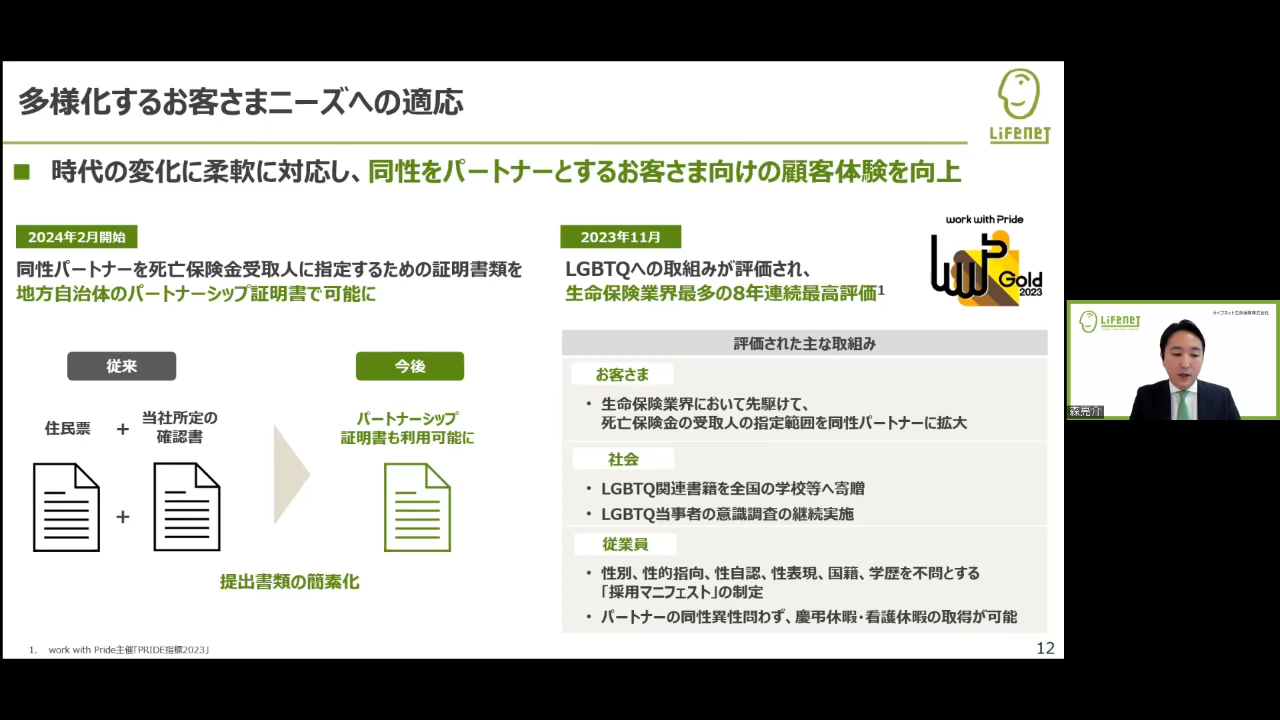 多様化するお客さまニーズへの適応
LIFENET
■ 時代の変化に柔軟に対応し、同性をパートナーとするお客さま向けの顧客体験を向上
2024年2月開始
同性パートナーを死亡保険金受取人に指定するための証明書類を
地方自治体のパートナーシップ証明書で可能に
従来
今後
住民票 + 当社所定の
確認書
パートナーシップ
証明書も利用可能に
+
提出書類の簡素化
2023年11月
LGBTQへの取組みが評価され、
生命保険業界最多の8年連続最高評価1
work with Pride
wwP
Gold
2023
評価された主な取組み
お客さま
・ 生命保険業界において先駆けて、
死亡保険金の受取人の指定範囲を同性パートナーに拡大
社会
・ LGBTQ関連書籍を全国の学校等へ寄贈
・ LGBTQ当事者の意識調査の継続実施
従業員
・ 性別、性的指向、性自認、性表現、国籍、学歴を不問とする
「採用マニフェスト」の制定
・ パートナーの同性異性問わず、慶弔休暇・看護休暇の取得が可能
1. work with Pride主催「PRIDE指標2023」
12
LIFENET
ライフネット生命保険株式会社
森亮介